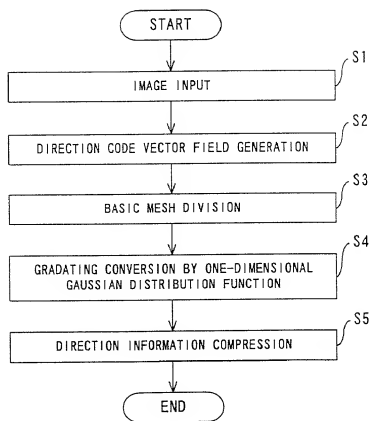 START
S1
IMAGE INPUT
S2
DIRECTION CODE VECTOR FIELD GENERATION
S3
BASIC MESH DIVISION
S4
GRADATING CONVERSION BY ONE-DIMENSIONAL
GAUSSIAN DISTRIBUTION FUNCTION
S5
DIRECTION INFORMATION COMPRESSION
END